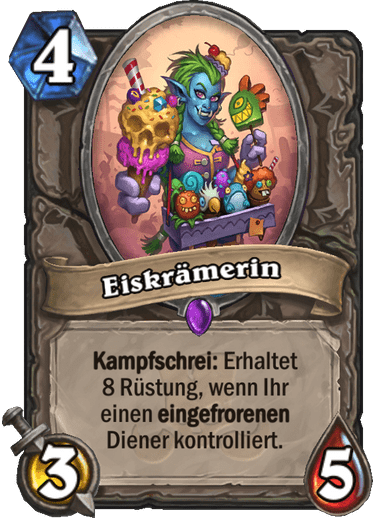 4
Eiskrämerin
Kampfschrei: Erhaltet
8 Rüstung, wenn Ihr
einen eingefrorenen
Diener kontrolliert.
3
5